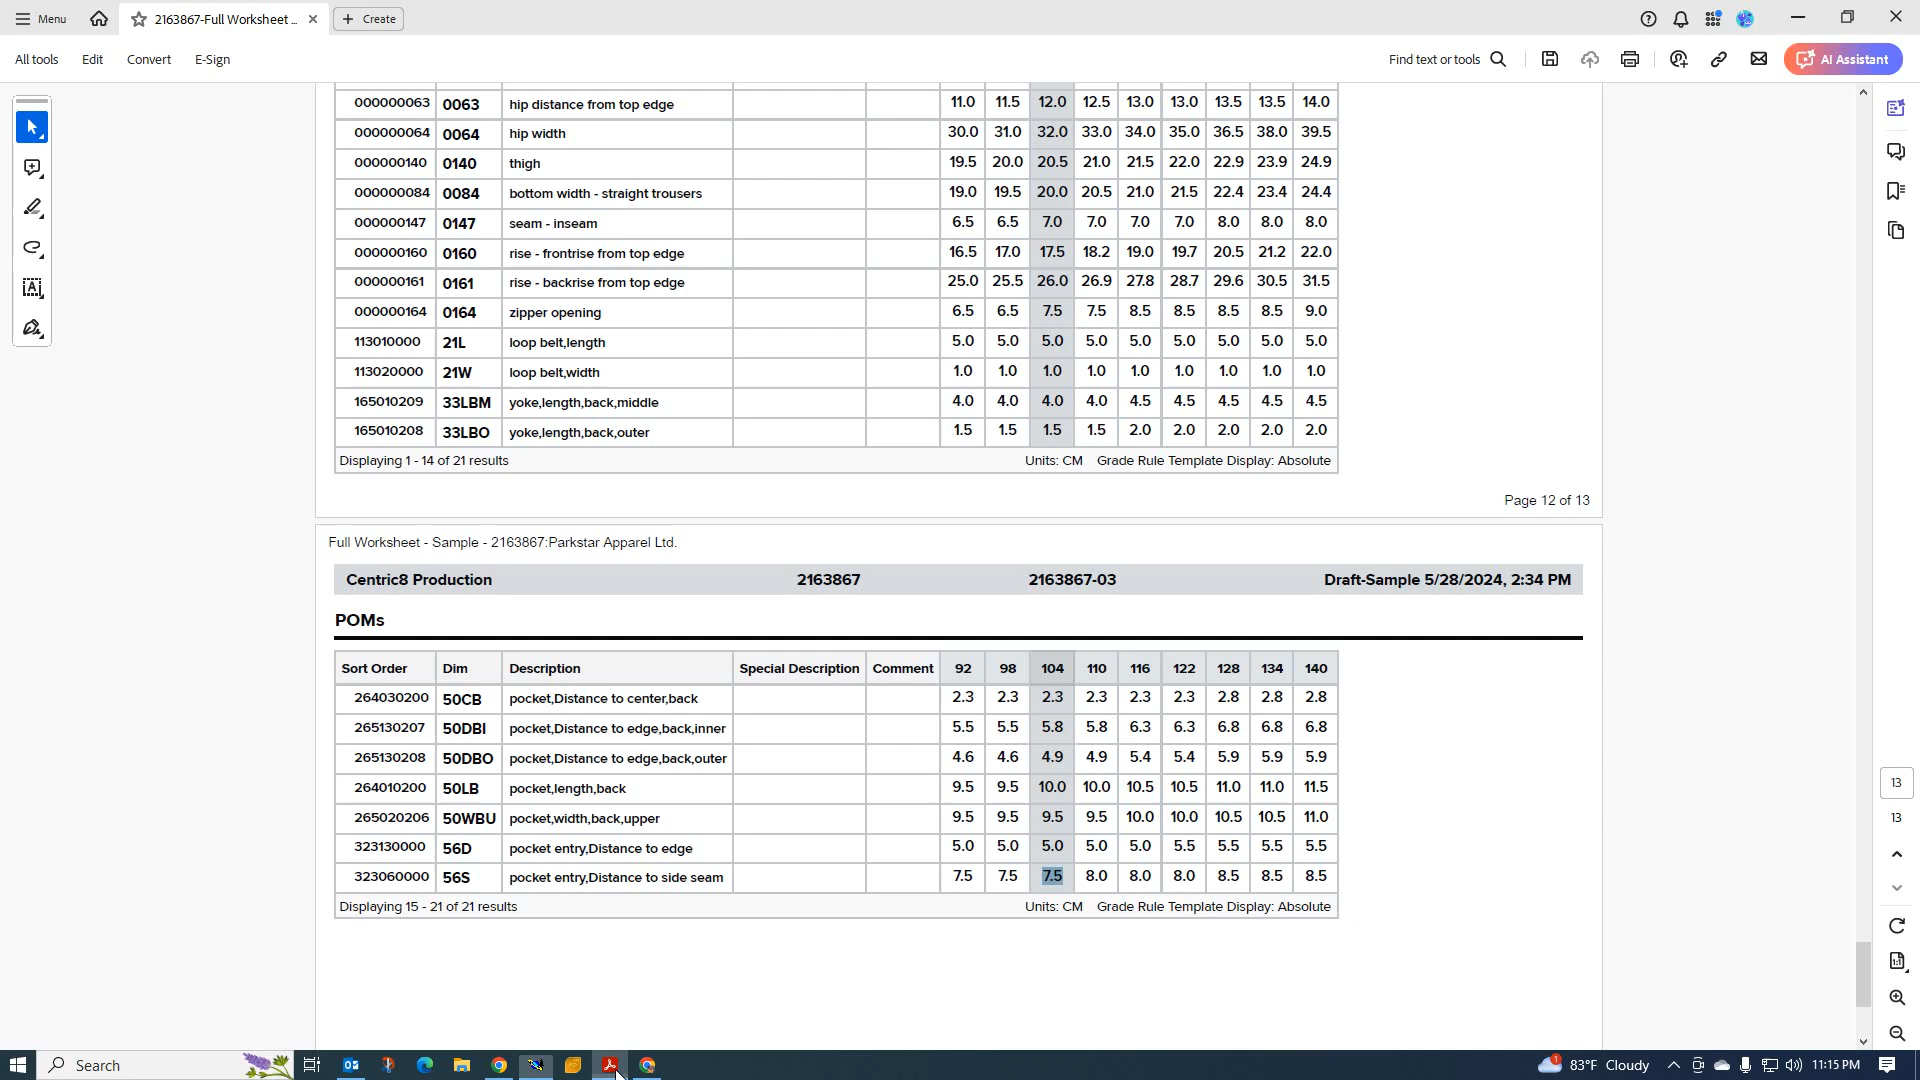 Menu 2163867-Full Worksheet ... Create
All tools Edit Convert E-Sign Find text or tools AI Assistant
000000063 0063 hip distance from top edge 11.0 11.5 12.0 12.5 13.0 13.0 13.5 13.5 14.0
000000064 0064 hip width 30.0 31.0 32.0 33.0 34.0 35.0 36.5 38.0 39.5
000000140 0140 thigh 19.5 20.0 20.5 21.0 21.5 22.0 22.9 23.9 24.9
000000084 0084 bottom width - straight trousers 19.0 19.5 20.0 20.5 21.0 21.5 22.4 23.4 24.4
000000147 0147 seam - inseam 6.5 6.5 7.0 7.0 7.0 7.0 8.0 8.0 8.0
000000160 0160 rise - frontrise from top edge 16.5 17.0 17.5 18.2 19.0 19.7 20.5 21.2 22.0
000000161 0161 rise - backrise from top edge 25.0 25.5 26.0 26.9 27.8 28.7 29.6 30.5 31.5
000000164 0164 zipper opening 6.5 6.5 7.5 7.5 8.5 8.5 8.5 8.5 9.0
113010000 21L loop belt,length 5.0 5.0 5.0 5.0 5.0 5.0 5.0 5.0 5.0
113020000 21W loop belt,width 1.0 1.0 1.0 1.0 1.0 1.0 1.0 1.0 1.0
165010209 33LBM yoke,length,back,middle 4.0 4.0 4.0 4.0 4.5 4.5 4.5 4.5 4.5
165010208 33LBO yoke,length,back,outer 1.5 1.5 1.5 1.5 2.0 2.0 2.0 2.0 2.0
Displaying 1 - 14 of 21 results Units: CM Grade Rule Template Display: Absolute
Page 12 of 13
Full Worksheet - Sample - 2163867:Parkstar Apparel Ltd.
Centric8 Production 2163867 2163867-03 Draft-Sample 5/28/2024, 2:34 PM
POMs
Sort Order Dim Description Special Description Comment 92 98 104 110 116 122 128 134 140
264030200 50CB pocket,Distance to center,back 2.3 2.3 2.3 2.3 2.3 2.3 2.8 2.8 2.8
265130207 50DBI pocket,Distance to edge,back,inner 5.5 5.5 5.8 5.8 6.3 6.3 6.8 6.8 6.8
265130208 50DBO pocket,Distance to edge,back,outer 4.6 4.6 4.9 4.9 5.4 5.4 5.9 5.9 5.9
264010200 50LB pocket,length,back 9.5 9.5 10.0 10.0 10.5 10.5 11.0 11.0 11.5
265020206 50WBU pocket,width,back,upper 9.5 9.5 9.5 9.5 10.0 10.0 10.5 10.5 11.0
323130000 56D pocket entry,Distance to edge 5.0 5.0 5.0 5.0 5.0 5.5 5.5 5.5 5.5
323060000 56S pocket entry,Distance to side seam 7.5 7.5 7.5 8.0 8.0 8.0 8.5 8.5 8.5
Displaying 15 - 21 of 21 results Units: CM Grade Rule Template Display: Absolute
13
13
Search 83°F Cloudy 11:15 PM